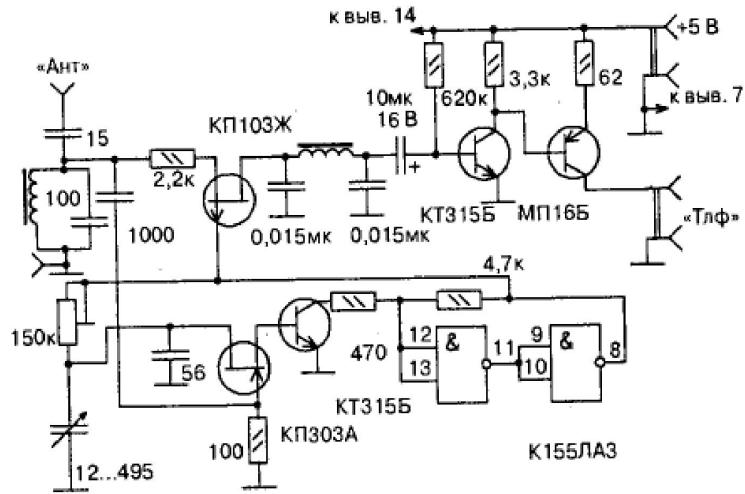 к выв. 14
+5 В
«Ант»
10мк
16 В
620к
3,3к
62
к выв. 7
15
КП103Ж
2,2к
100
1000
0,015мк
0,015мк
КТ315Б
МП16Б
«Тлф»
4,7к
150к
56
470
12
13
&
11
9
10
&
8
КТ315Б
КП303А
100
12...495
К155ЛА3